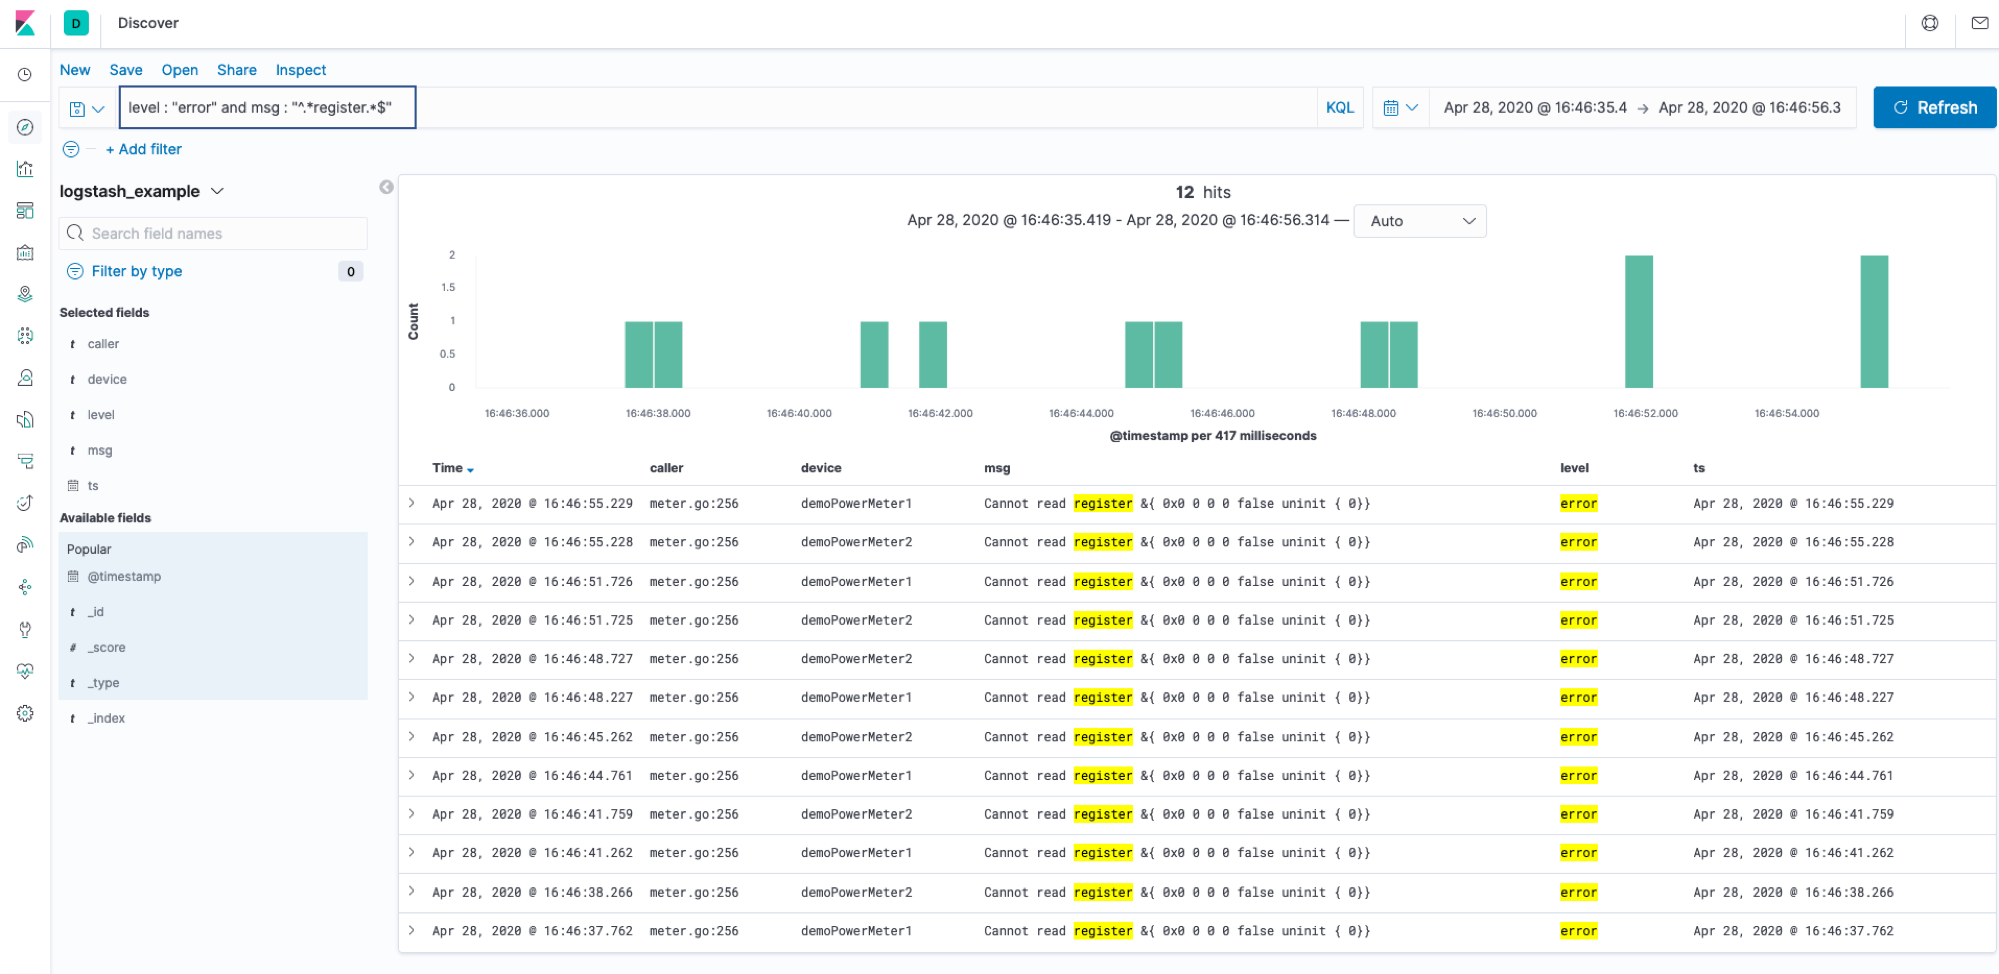 D Discover
New Save Open Share Inspect
level : "error" and msg : "^.*register.*$" KQL Apr 28, 2020 @ 16:46:35.4 → Apr 28, 2020 @ 16:46:56.3 Refresh
+ Add filter
logstash_example
Search field names
Filter by type 0
Selected fields
t caller
t device
t level
t msg
ts
Available fields
Popular
@timestamp
t _id
# _score
t _type
t _index
12 hits
Apr 28, 2020 @ 16:46:35.419 - Apr 28, 2020 @ 16:46:56.314 — Auto
Count
2
1.5
1
0.5
0
16:46:36.000 16:46:38.000 16:46:40.000 16:46:42.000 16:46:44.000 16:46:46.000 16:46:48.000 16:46:50.000 16:46:52.000 16:46:54.000
@timestamp per 417 milliseconds
Time caller device msg level ts
Apr 28, 2020 @ 16:46:55.229 meter.go:256 demoPowerMeter1 Cannot read register &{ 0x0 0 0 0 false uninit { 0}} error Apr 28, 2020 @ 16:46:55.229
Apr 28, 2020 @ 16:46:55.228 meter.go:256 demoPowerMeter2 Cannot read register &{ 0x0 0 0 0 false uninit { 0}} error Apr 28, 2020 @ 16:46:55.228
Apr 28, 2020 @ 16:46:51.726 meter.go:256 demoPowerMeter1 Cannot read register &{ 0x0 0 0 0 false uninit { 0}} error Apr 28, 2020 @ 16:46:51.726
Apr 28, 2020 @ 16:46:51.725 meter.go:256 demoPowerMeter2 Cannot read register &{ 0x0 0 0 0 false uninit { 0}} error Apr 28, 2020 @ 16:46:51.725
Apr 28, 2020 @ 16:46:48.727 meter.go:256 demoPowerMeter2 Cannot read register &{ 0x0 0 0 0 false uninit { 0}} error Apr 28, 2020 @ 16:46:48.727
Apr 28, 2020 @ 16:46:48.227 meter.go:256 demoPowerMeter1 Cannot read register &{ 0x0 0 0 0 false uninit { 0}} error Apr 28, 2020 @ 16:46:48.227
Apr 28, 2020 @ 16:46:45.262 meter.go:256 demoPowerMeter2 Cannot read register &{ 0x0 0 0 0 false uninit { 0}} error Apr 28, 2020 @ 16:46:45.262
Apr 28, 2020 @ 16:46:44.761 meter.go:256 demoPowerMeter1 Cannot read register &{ 0x0 0 0 0 false uninit { 0}} error Apr 28, 2020 @ 16:46:44.761
Apr 28, 2020 @ 16:46:41.759 meter.go:256 demoPowerMeter2 Cannot read register &{ 0x0 0 0 0 false uninit { 0}} error Apr 28, 2020 @ 16:46:41.759
Apr 28, 2020 @ 16:46:41.262 meter.go:256 demoPowerMeter1 Cannot read register &{ 0x0 0 0 0 false uninit { 0}} error Apr 28, 2020 @ 16:46:41.262
Apr 28, 2020 @ 16:46:38.266 meter.go:256 demoPowerMeter2 Cannot read register &{ 0x0 0 0 0 false uninit { 0}} error Apr 28, 2020 @ 16:46:38.266
Apr 28, 2020 @ 16:46:37.762 meter.go:256 demoPowerMeter1 Cannot read register &{ 0x0 0 0 0 false uninit { 0}} error Apr 28, 2020 @ 16:46:37.762